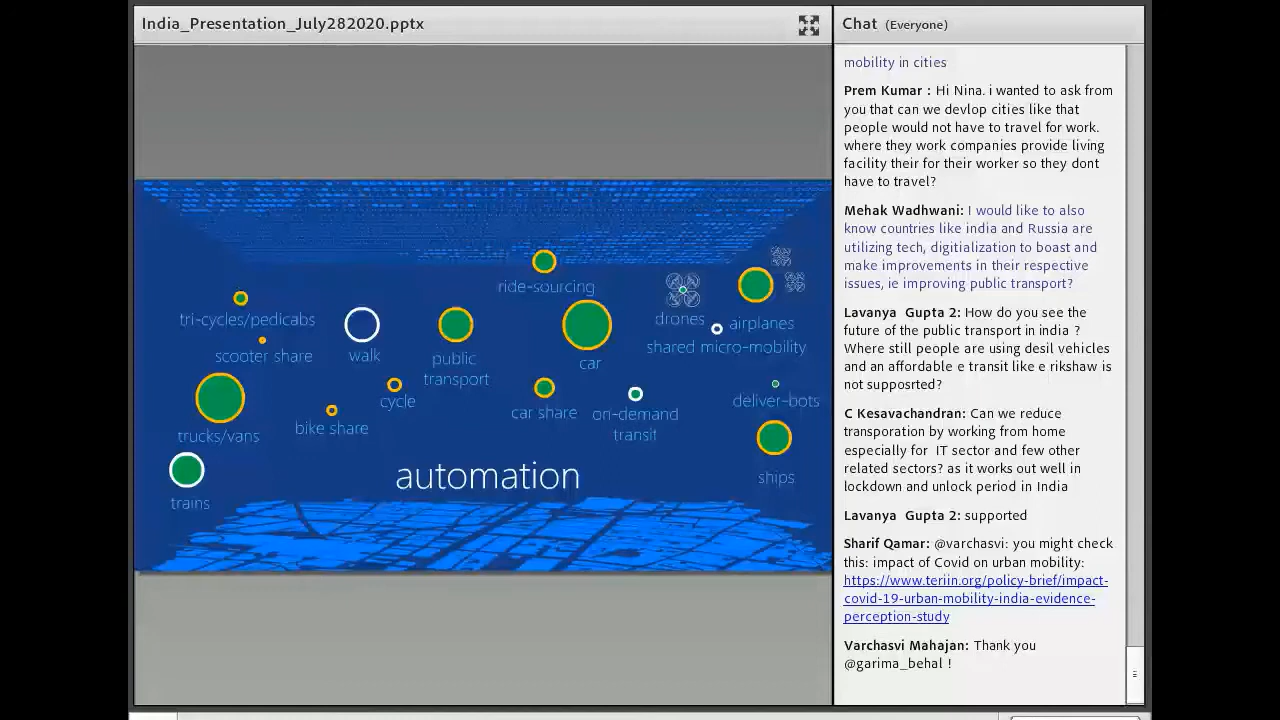 India_Presentation_July282020.pptx
ride-sourcing
tri-cycles/pedicabs
drones
airplanes
scooter share
walk
public
transport
car
shared micro-mobility
cycle
car share
on-demand
transit
deliver-bots
trucks/vans
bike share
automation
ships
trains
Chat (Everyone)
mobility in cities
Prem Kumar : Hi Nina. i wanted to ask from
you that can we devlop cities like that
people would not have to travel for work.
where they work companies provide living
facility their for their worker so they dont
have to travel?
Mehak Wadhwani: I would like to also
know countries like india and Russia are
utilizing tech, digitialization to boast and
make improvements in their respective
issues, ie improving public transport?
Lavanya Gupta 2: How do you see the
future of the public transport in india ?
Where still people are using desil vehicles
and an affordable e transit like e rikshaw is
not supposrted?
C Kesavachandran: Can we reduce
transporation by working from home
especially for IT sector and few other
related sectors? as it works out well in
lockdown and unlock period in India
Lavanya Gupta 2: supported
Sharif Qamar: @varchasvi: you might check
this: impact of Covid on urban mobility:
https://www.teriin.org/policy-brief/impact-
covid-19-urban-mobility-india-evidence-
perception-study
Varchasvi Mahajan: Thank you
@garima_behal !